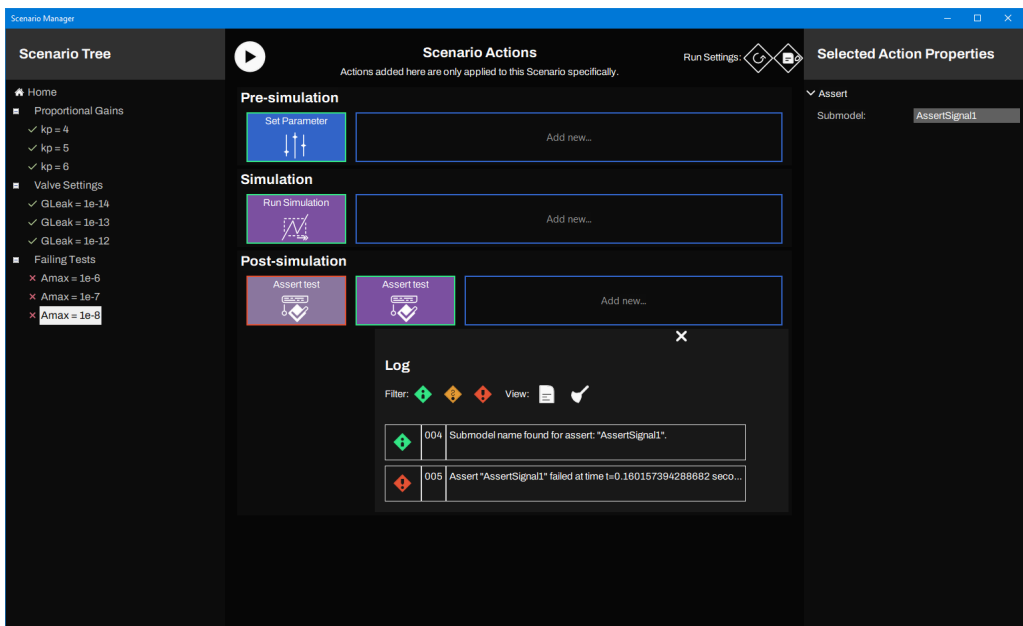 Scenario Manager
Scenario Tree
Home
Proportional Gains
kp = 4
kp = 5
kp = 6
Valve Settings
GLeak = 1e-14
GLeak = 1e-13
GLeak = 1e-12
Failing Tests
Amax = 1e-6
Amax = 1e-7
Amax = 1e-8
Scenario Actions
Actions added here are only applied to this Scenario specifically.
Run Settings:
Pre-simulation
Set Parameter
Add new...
Simulation
Run Simulation
Add new...
Post-simulation
Assert test
Assert test
Add new...
Log
Filter:
View:
004 Submodel name found for assert: "AssertSignal1".
005 Assert "AssertSignal1" failed at time t=0.160157394288682 seco...
Selected Action Properties
Assert
Submodel: AssertSignal1